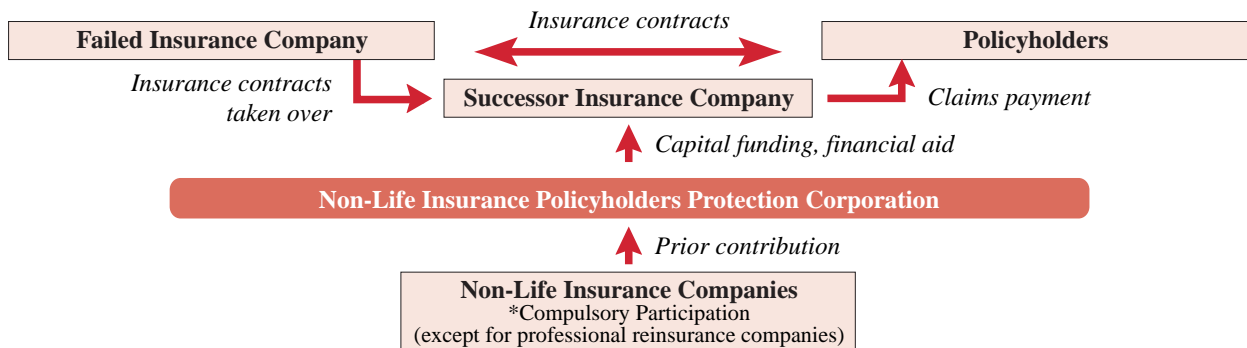 Insurance contracts
Failed Insurance Company
Policyholders
Insurance contracts
taken over
Successor Insurance Company
Claims payment
Capital funding, financial aid
Non-Life Insurance Policyholders Protection Corporation
Prior contribution
Non-Life Insurance Companies
*Compulsory Participation
(except for professional reinsurance companies)